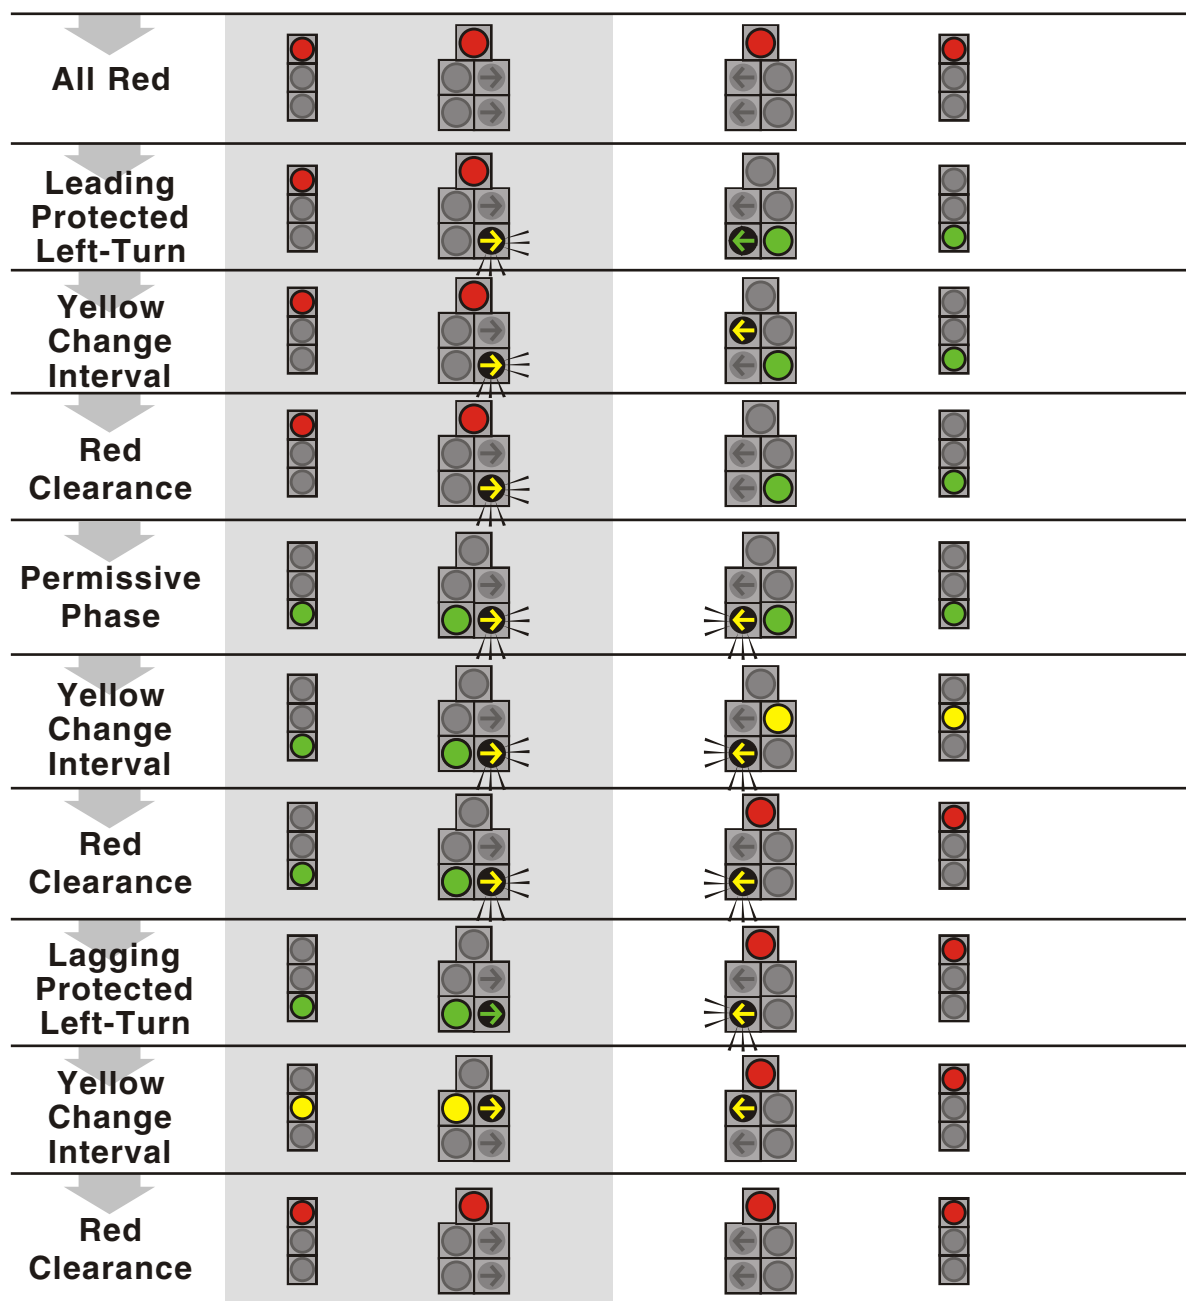 All Red
Leading
Protected
Left-Turn
Yellow
Change
Interval
Red
Clearance
Permissive
Phase
Yellow
Change
Interval
Red
Clearance
Lagging
Protected
Left-Turn
Yellow
Change
Interval
Red
Clearance